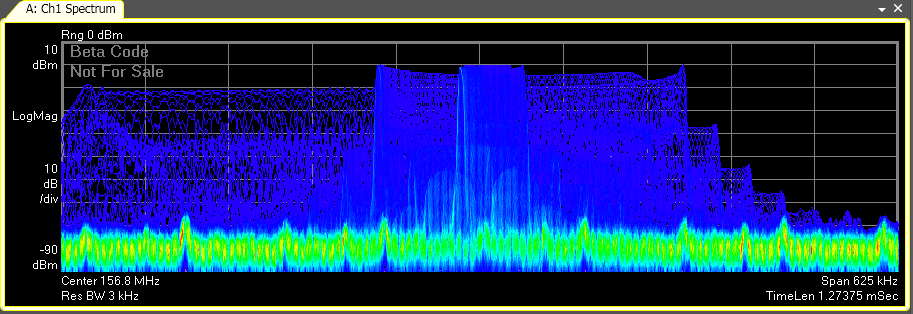 A: Ch1 Spectrum
Rng 0 dBm
10
dBm
Beta Code
Not For Sale
LogMag
10
dB
/div
-90
dBm
Center 156.8 MHz
Span 625 kHz
Res BW 3 kHz
TimeLen 1.27375 mSec